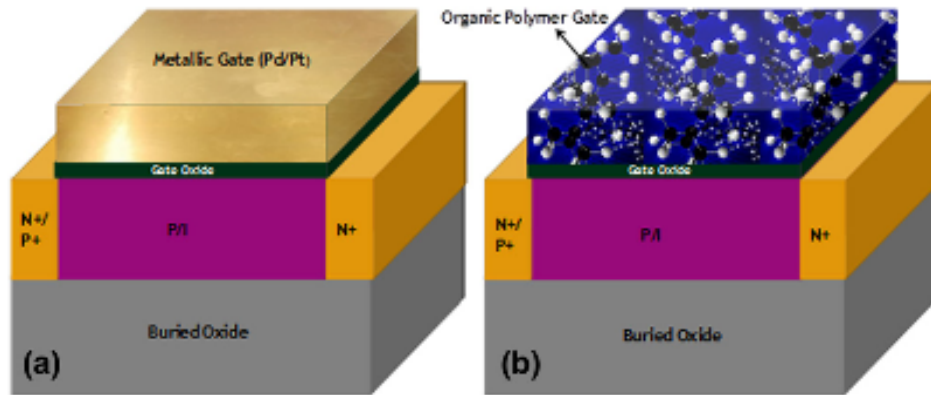 Metallic Gate (Pd/Pt)
Gate Oxide
N+/
P+
P/I
N+
Buried Oxide
(a)
Organic Polymer Gate
Gate Oxide
N+/
P+
P/I
N+
Buried Oxide
(b)